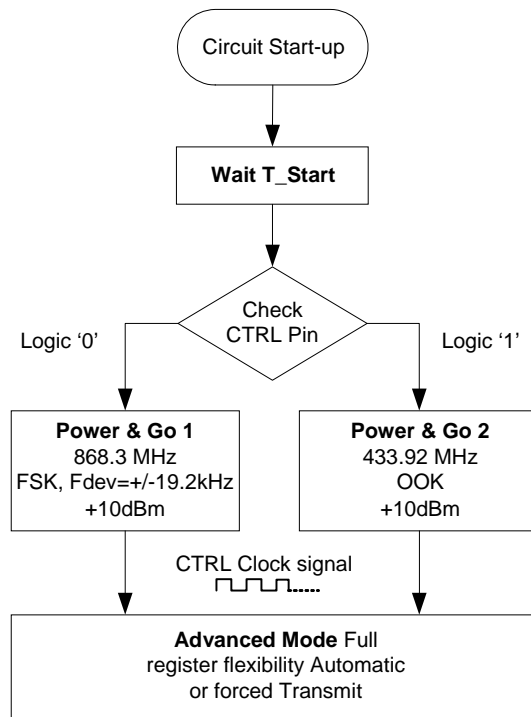 Circuit Start-up
Wait T_Start
Check
CTRL Pin
Logic ‘0’
Logic ‘1’
Power & Go 1
868.3 MHz
FSK, Fdev=+/-19.2kHz
+10dBm
Power & Go 2
433.92 MHz
OOK
+10dBm
CTRL Clock signal
Advanced Mode Full
register flexibility Automatic
or forced Transmit